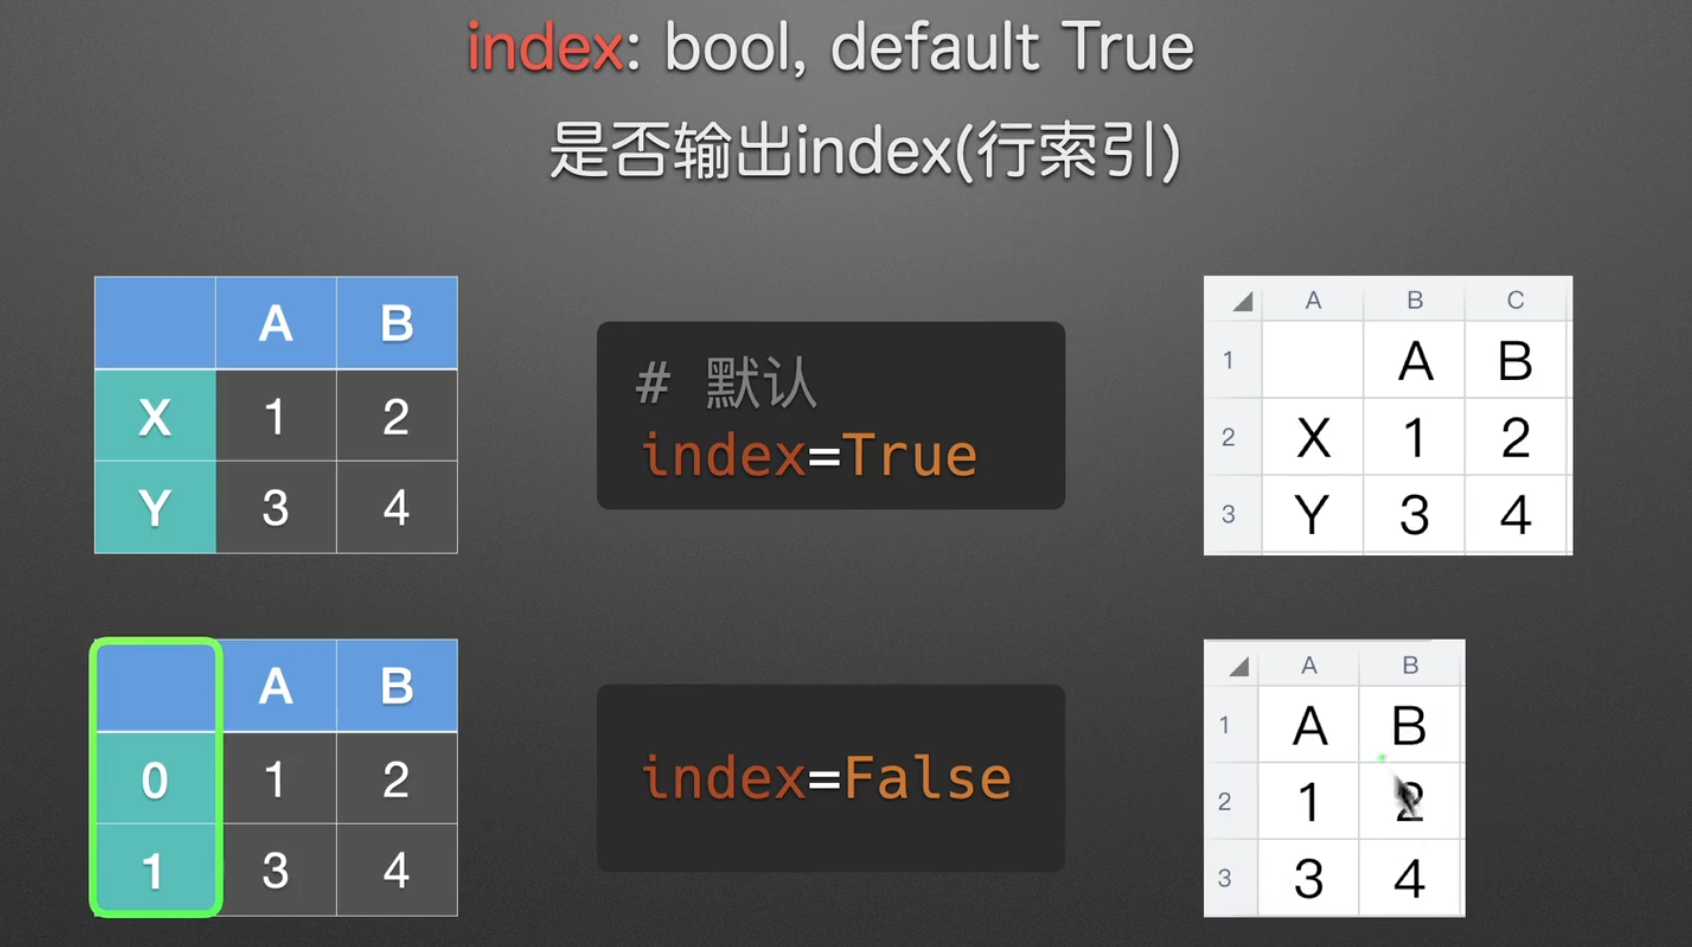 index: bool, default True
是否输出index(行索引)
A B
X 1 2
Y 3 4
# 默认
index=True
A B C
1 A B
2 X 1 2
3 Y 3 4
A B
0 1 2
1 3 4
index=False
A B
1 A B
2 1 2
3 3 4